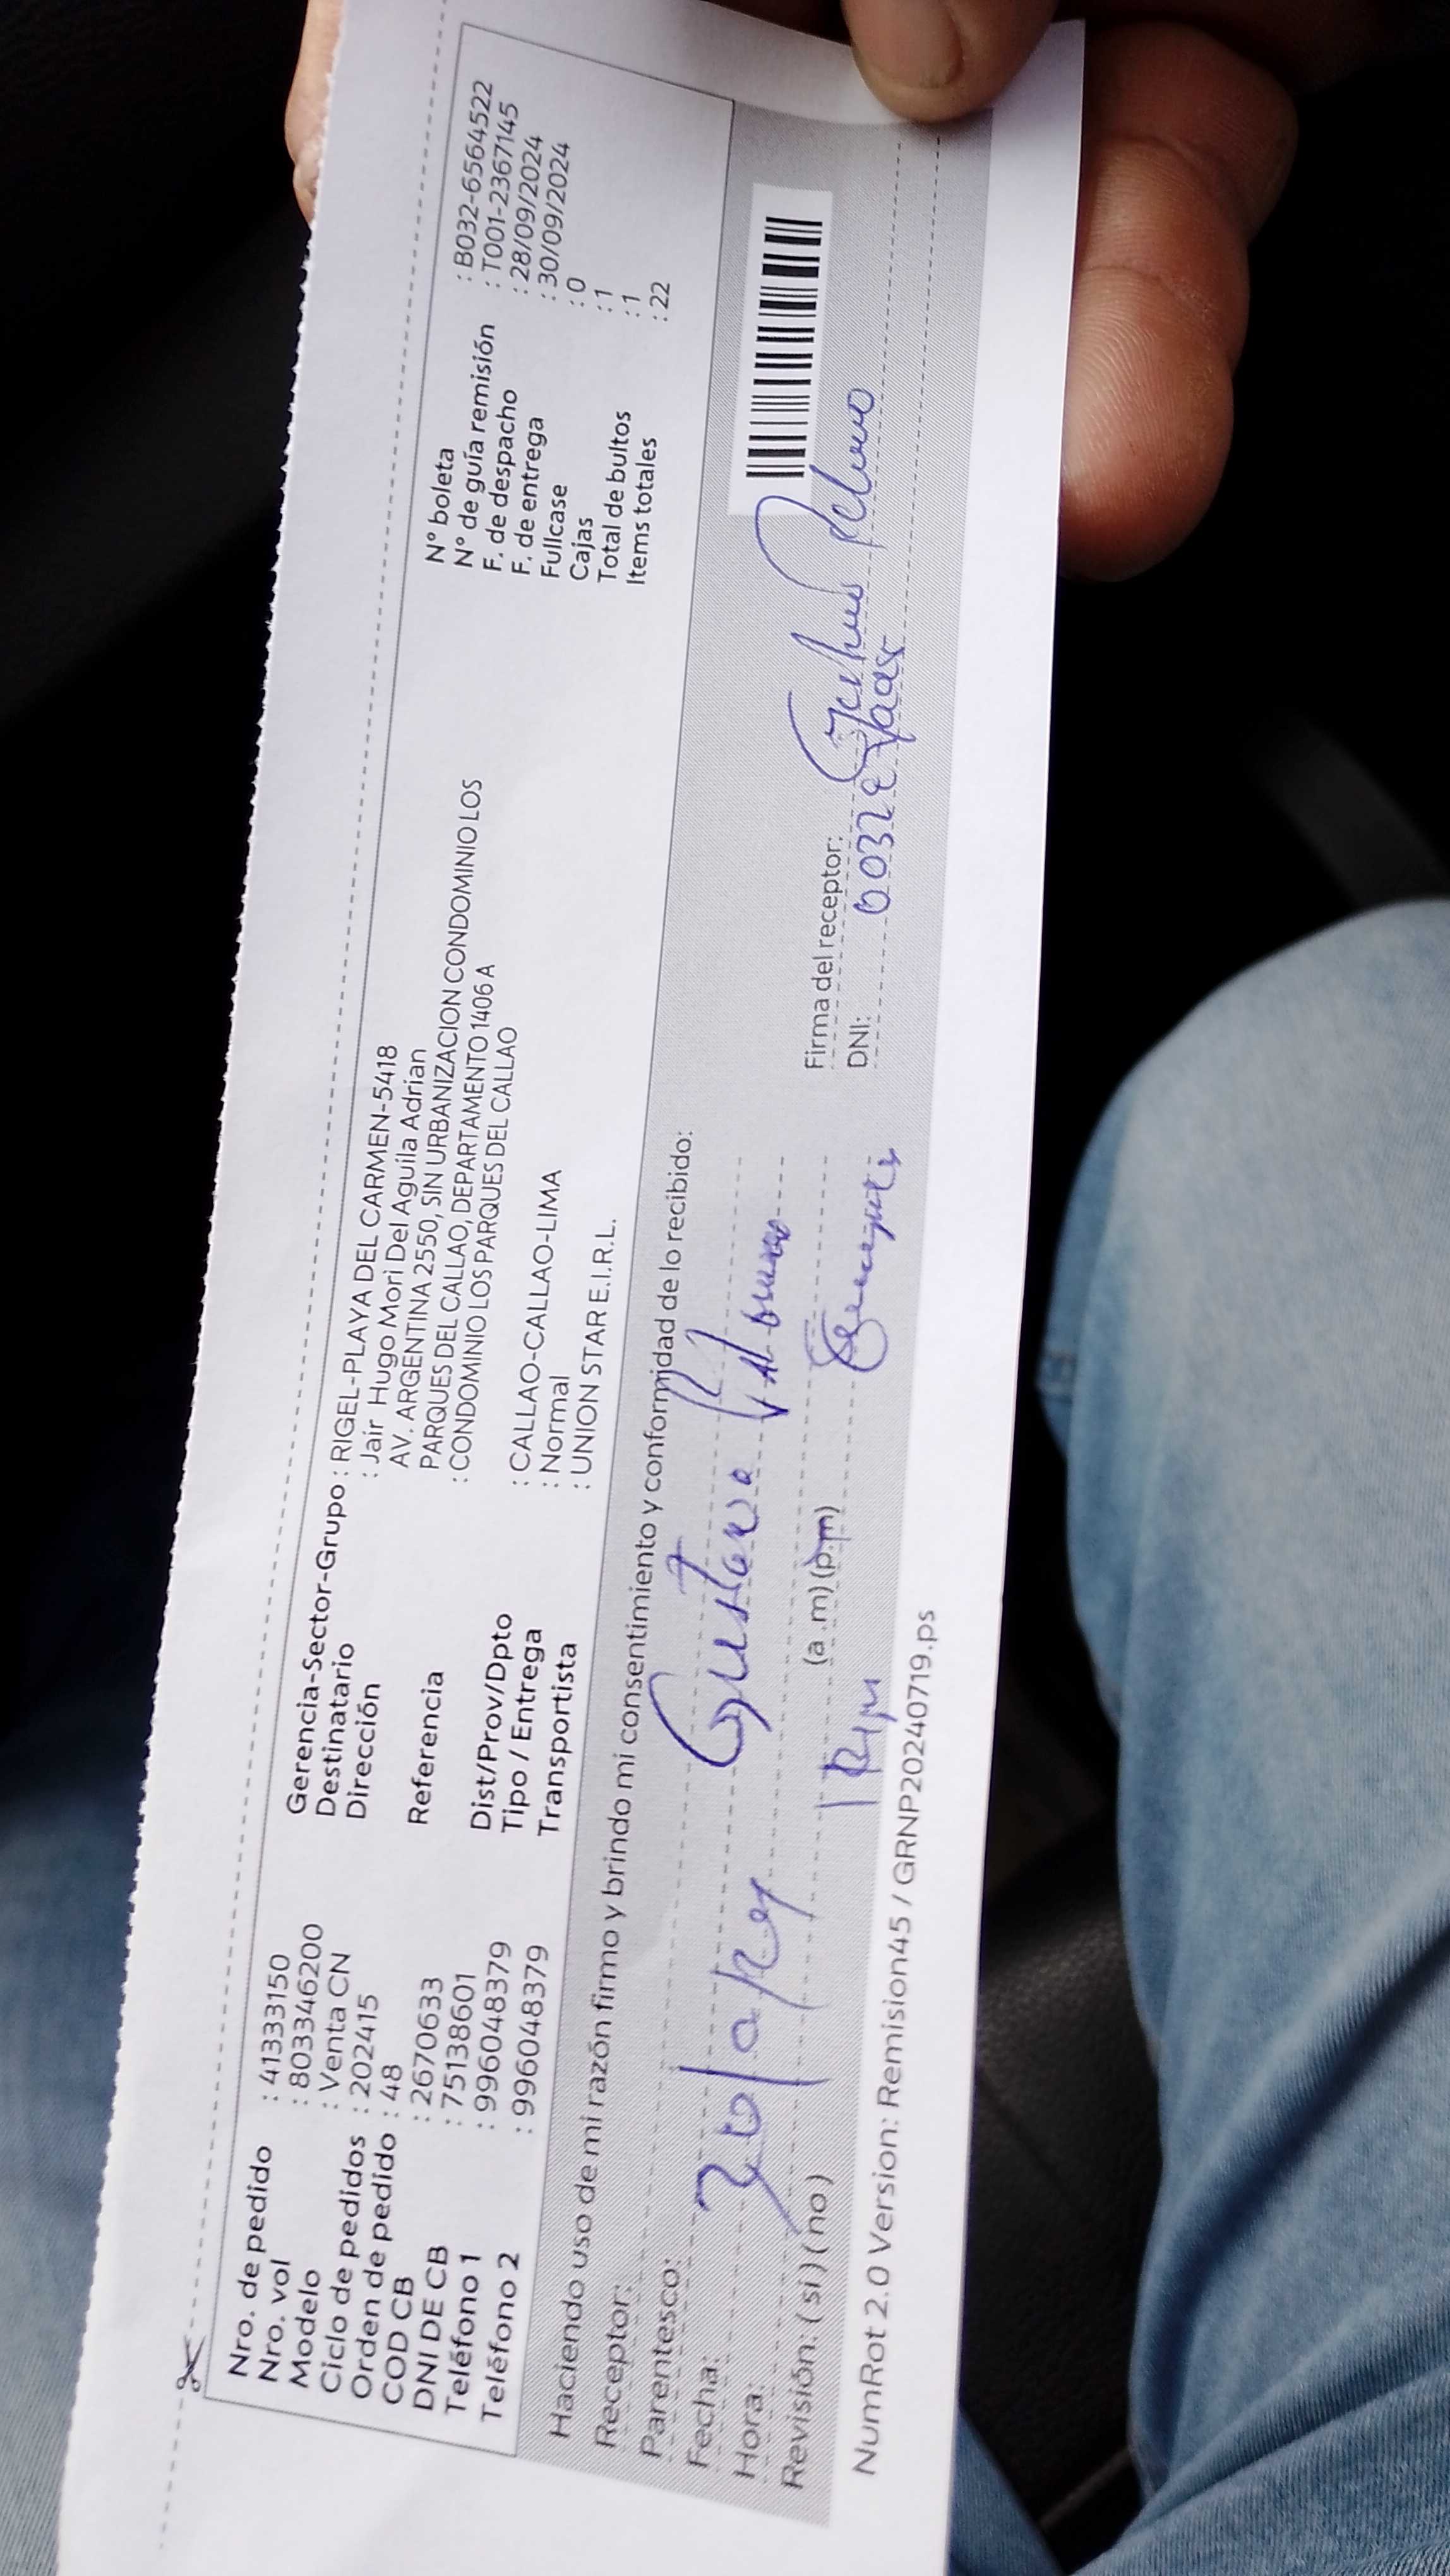 Nro. de pedido : 41333150
Nro. vol : 8033346200
Modelo : Venta CN
Ciclo de pedidos : 202415
Orden de pedido : 48
COD CB : 2670633
DNI DE CB : 75138601
Teléfono 1 : 996048379
Teléfono 2 : 996048379
Gerencia-Sector-Grupo : RIGEL-PLAYA DEL CARMEN-5418
Destinatario : Jair Hugo Mori Del Aguila Adrian
Dirección AV. ARGENTINA 2550, SIN URBANIZACION CONDOMINIO LOS
PARQUES DEL CALLAO, DEPARTAMENTO 1406 A
Referencia : CONDOMINIO LOS PARQUES DEL CALLAO
Dist/Prov/Dpto : CALLAO-CALLAO-LIMA
Tipo / Entrega : Normal
Transportista : UNION STAR E.I.R.L.
N° boleta : B032-6564522
N° de guía remisión : T001-2367145
F. de despacho : 28/09/2024
F. de entrega : 30/09/2024
Fullcase : 0
Cajas : 1
Total de bultos : 1
Items totales : 22
Haciendo uso de mi razón firmo y brindo mi consentimiento y conformidad de lo recibido:
Receptor: Gustavo
Parentesco:
Fecha:
Hora: (a .m) (p.m)
Revisión: ( si ) ( no )
Firma del receptor:
DNI:
NumRot 2.0 Version: Remision45 / GRNP20240719.ps